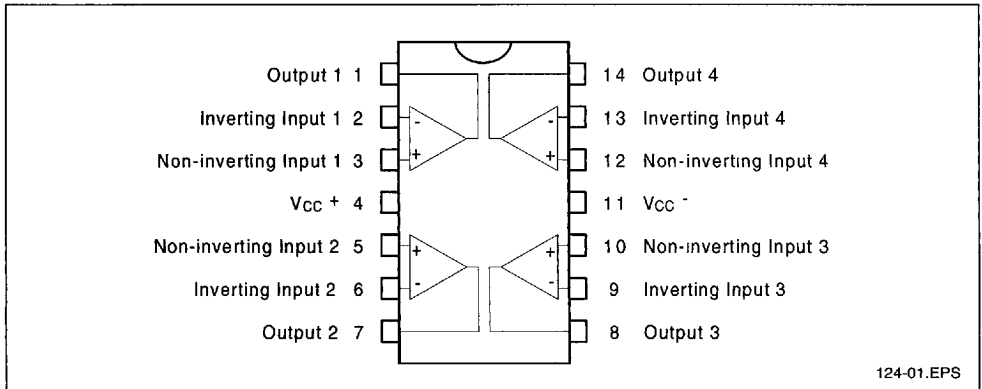 Output 1 1
14 Output 4
Inverting Input 1 2
-
-
13 Inverting Input 4
Non-inverting Input 1 3
+
+
12 Non-inverting Input 4
VCC + 4
11 VCC -
Non-inverting Input 2 5
+
+
10 Non-inverting Input 3
Inverting Input 2 6
-
-
9 Inverting Input 3
Output 2 7
8 Output 3
124-01.EPS